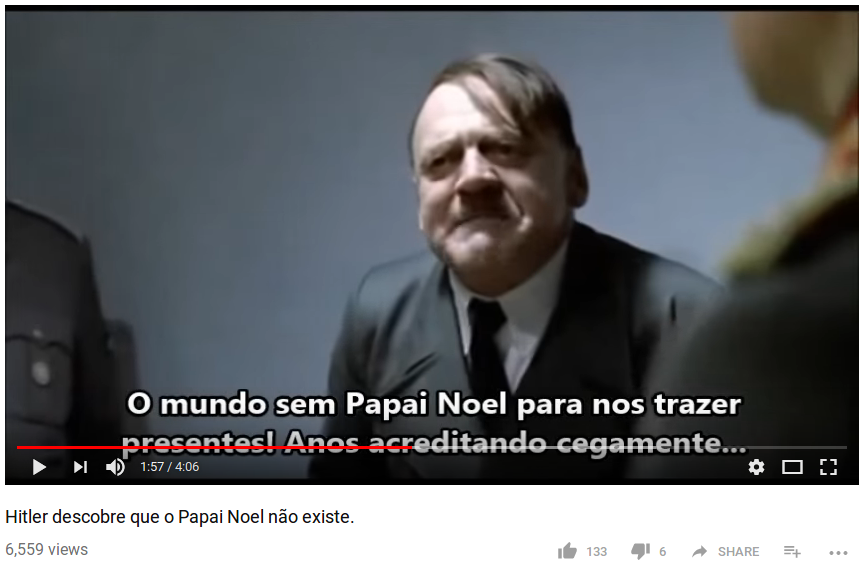 O mundo sem Papai Noel para nos trazer
presentes! Anos acreditando cegamente...
1:57 / 4:06
Hitler descobre que o Papai Noel não existe.
6,559 views
133
6
SHARE